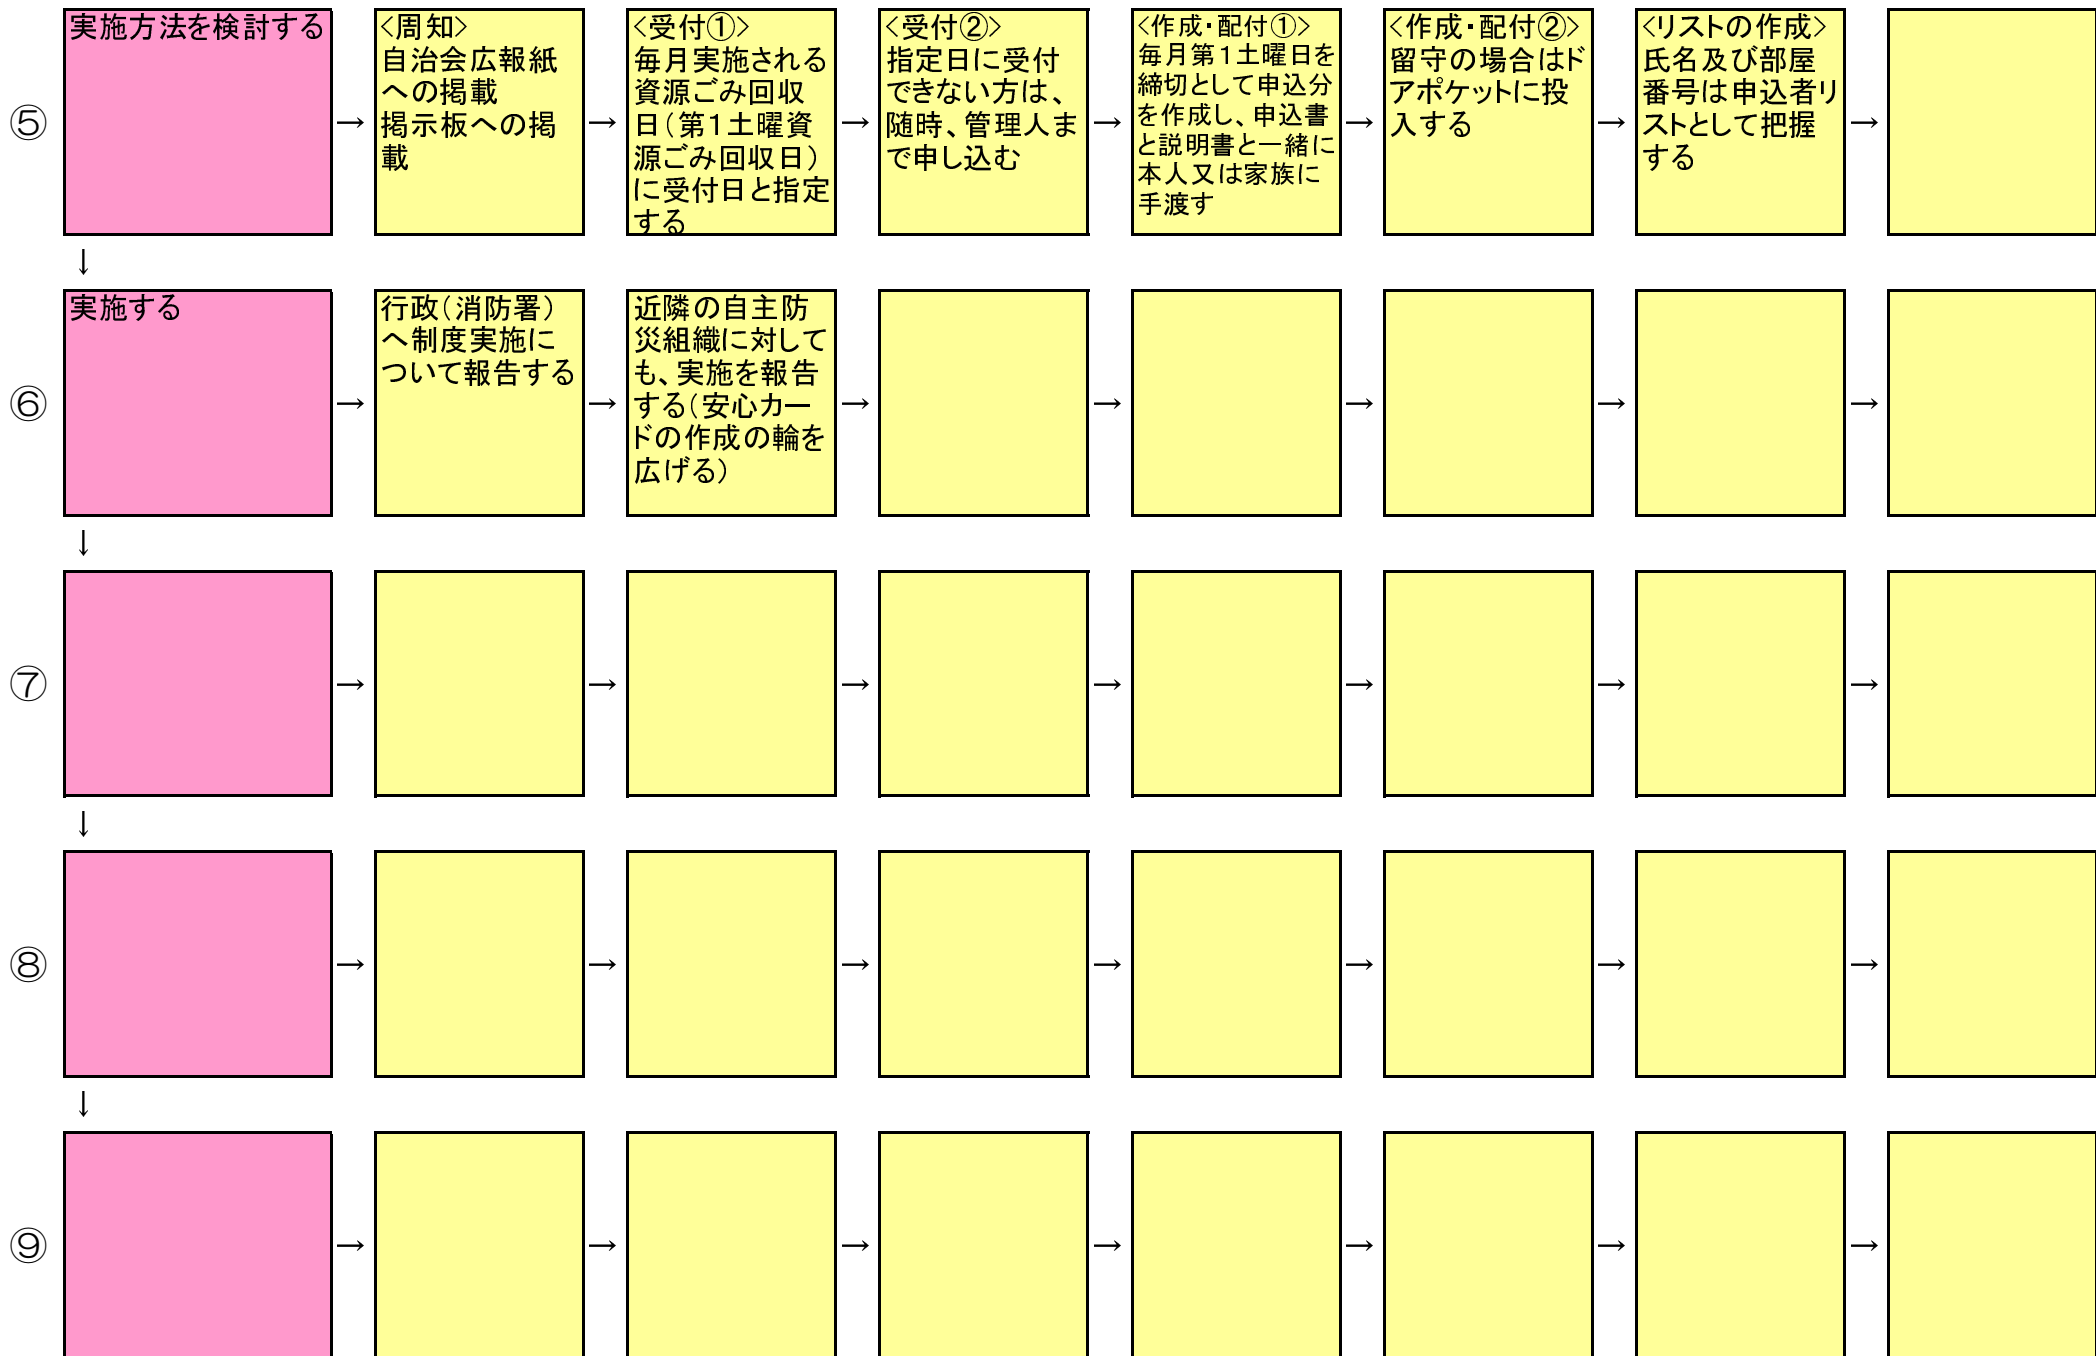 ⑤
実施方法を検討する
→
<周知>
自治会広報紙
への掲載
掲示板への掲
載
→
<受付①>
毎月実施される
資源ごみ回収
日(第1土曜資
源ごみ回収日)
に受付日と指定
する
→
<受付②>
指定日に受付
できない方は、
随時、管理人ま
で申し込む
→
<作成・配付①>
毎月第1土曜日を
締切として申込分
を作成し、申込書
と説明書と一緒に
本人又は家族に
手渡す
→
<作成・配付②>
留守の場合はド
アポケットに投
入する
→
<リストの作成>
氏名及び部屋
番号は申込者リ
ストとして把握
する
→
↓
⑥
実施する
→
行政(消防署)
へ制度実施に
ついて報告する
→
近隣の自主防
災組織に対して
も、実施を報告
する(安心カー
ドの作成の輪を
広げる)
→
→
→
→
→
↓
⑦
→
→
→
→
→
→
→
↓
⑧
→
→
→
→
→
→
→
↓
⑨
→
→
→
→
→
→
→